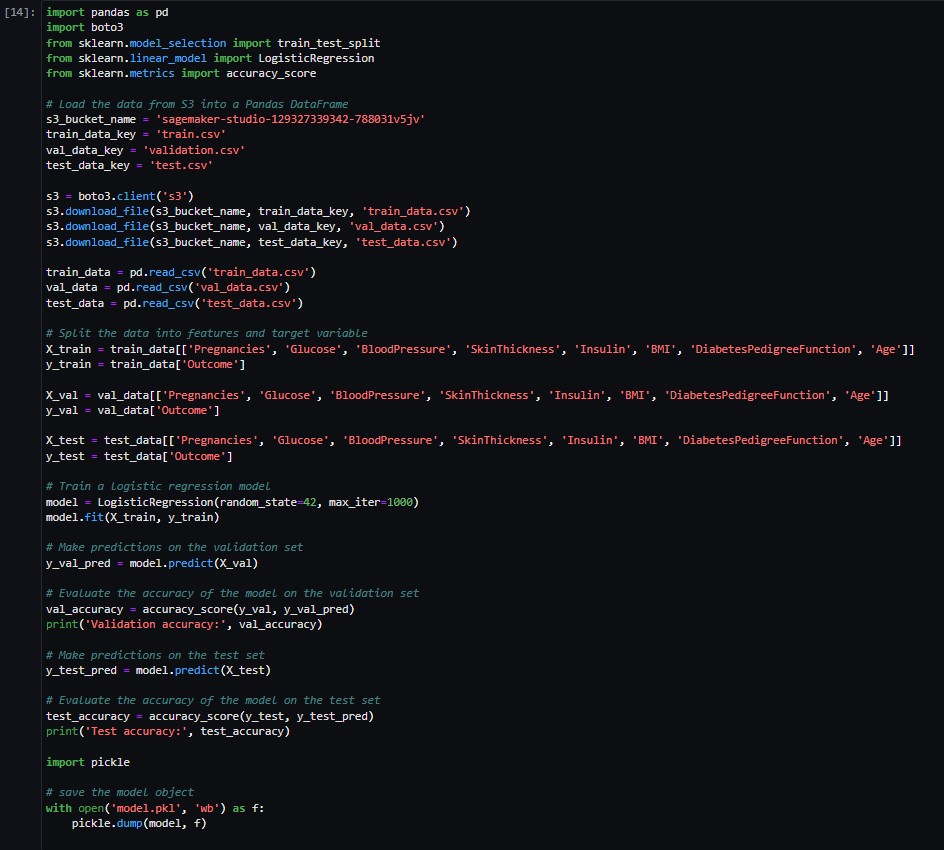 [14]: import pandas as pd
import boto3
from sklearn.model_selection import train_test_split
from sklearn.linear_model import LogisticRegression
from sklearn.metrics import accuracy_score

# Load the data from S3 into a Pandas DataFrame
s3_bucket_name = 'sagemaker-studio-129327339342-788031v5jv'
train_data_key = 'train.csv'
val_data_key = 'validation.csv'
test_data_key = 'test.csv'

s3 = boto3.client('s3')
s3.download_file(s3_bucket_name, train_data_key, 'train_data.csv')
s3.download_file(s3_bucket_name, val_data_key, 'val_data.csv')
s3.download_file(s3_bucket_name, test_data_key, 'test_data.csv')

train_data = pd.read_csv('train_data.csv')
val_data = pd.read_csv('val_data.csv')
test_data = pd.read_csv('test_data.csv')

# Split the data into features and target variable
X_train = train_data[['Pregnancies', 'Glucose', 'BloodPressure', 'SkinThickness', 'Insulin', 'BMI', 'DiabetesPedigreeFunction', 'Age']]
y_train = train_data['Outcome']

X_val = val_data[['Pregnancies', 'Glucose', 'BloodPressure', 'SkinThickness', 'Insulin', 'BMI', 'DiabetesPedigreeFunction', 'Age']]
y_val = val_data['Outcome']

X_test = test_data[['Pregnancies', 'Glucose', 'BloodPressure', 'SkinThickness', 'Insulin', 'BMI', 'DiabetesPedigreeFunction', 'Age']]
y_test = test_data['Outcome']

# Train a logistic regression model
model = LogisticRegression(random_state=42, max_iter=1000)
model.fit(X_train, y_train)

# Make predictions on the validation set
y_val_pred = model.predict(X_val)

# Evaluate the accuracy of the model on the validation set
val_accuracy = accuracy_score(y_val, y_val_pred)
print('Validation accuracy:', val_accuracy)

# Make predictions on the test set
y_test_pred = model.predict(X_test)

# Evaluate the accuracy of the model on the test set
test_accuracy = accuracy_score(y_test, y_test_pred)
print('Test accuracy:', test_accuracy)

import pickle

# save the model object
with open('model.pkl', 'wb') as f:
    pickle.dump(model, f)